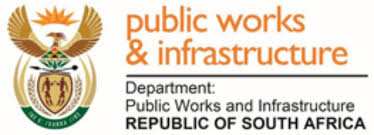 public works
& infrastructure
Department:
Public Works and Infrastructure
REPUBLIC OF SOUTH AFRICA